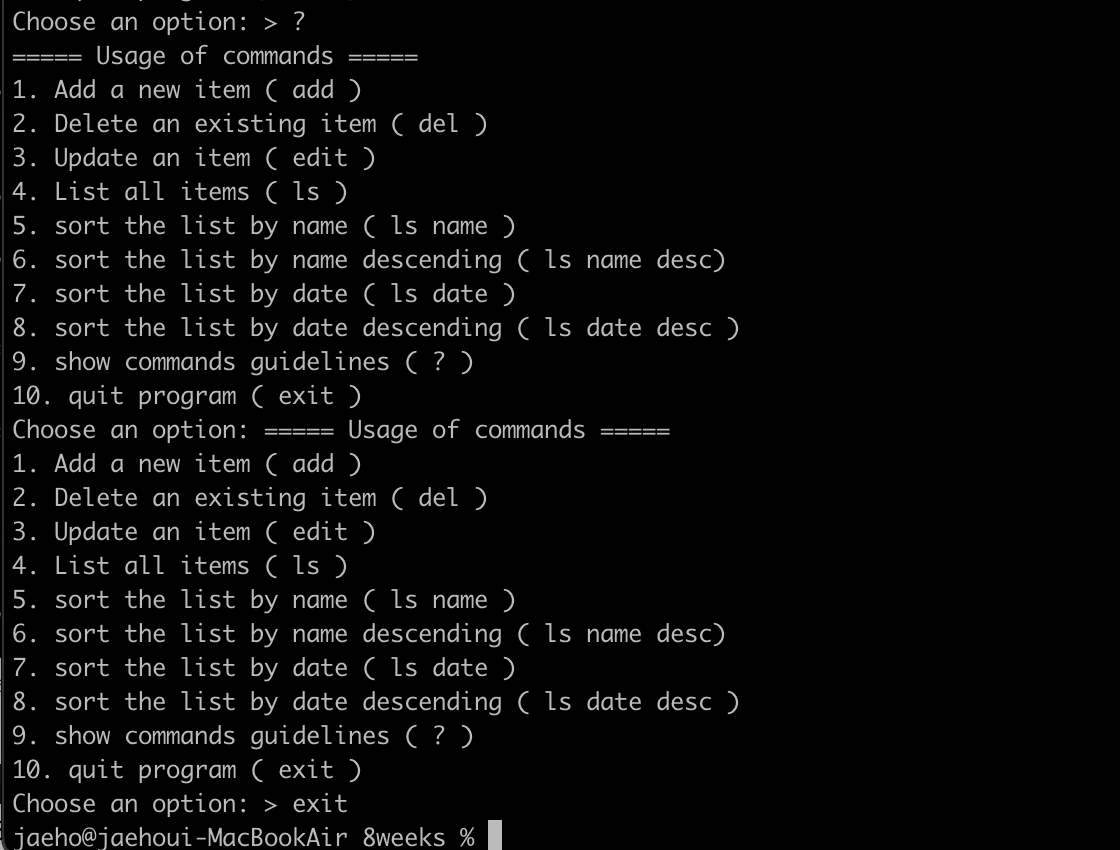 Choose an option: > ?
===== Usage of commands =====
1. Add a new item ( add )
2. Delete an existing item ( del )
3. Update an item ( edit )
4. List all items ( ls )
5. sort the list by name ( ls name )
6. sort the list by name descending ( ls name desc)
7. sort the list by date ( ls date )
8. sort the list by date descending ( ls date desc )
9. show commands guidelines ( ? )
10. quit program ( exit )
Choose an option: ===== Usage of commands =====
1. Add a new item ( add )
2. Delete an existing item ( del )
3. Update an item ( edit )
4. List all items ( ls )
5. sort the list by name ( ls name )
6. sort the list by name descending ( ls name desc)
7. sort the list by date ( ls date )
8. sort the list by date descending ( ls date desc )
9. show commands guidelines ( ? )
10. quit program ( exit )
Choose an option: > exit
jaeho@jaehoui-MacBookAir 8weeks %